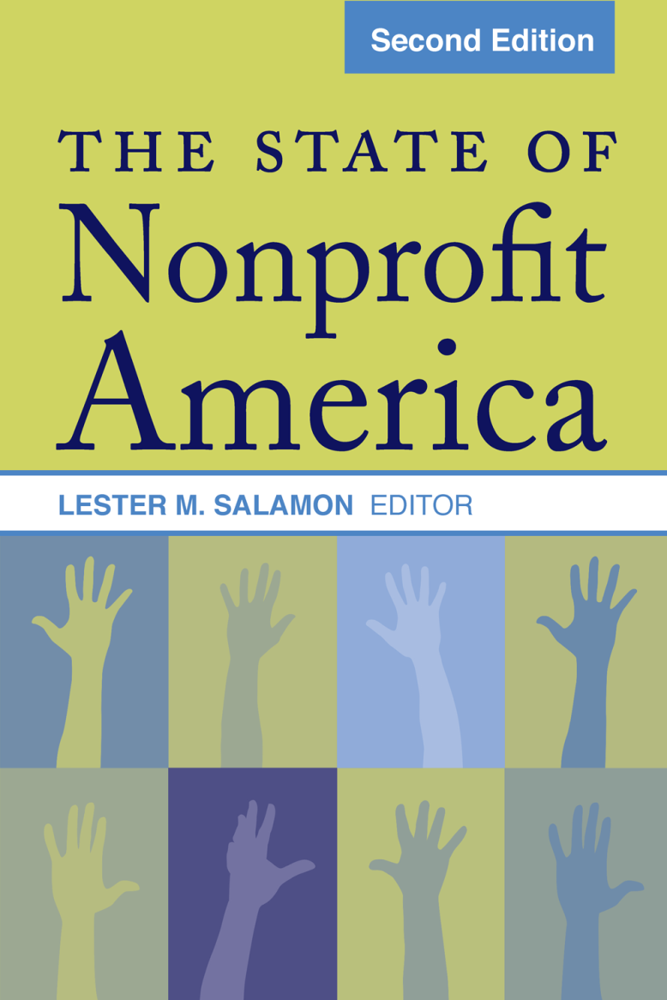 Second Edition
THE STATE OF
Nonprofit
America
LESTER M. SALAMON EDITOR